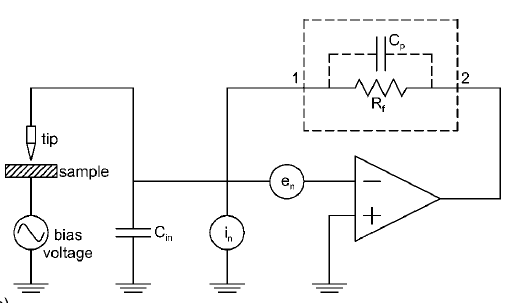 1
Cp
2
Rf
tip
sample
en
−
+
bias
voltage
Cin
in